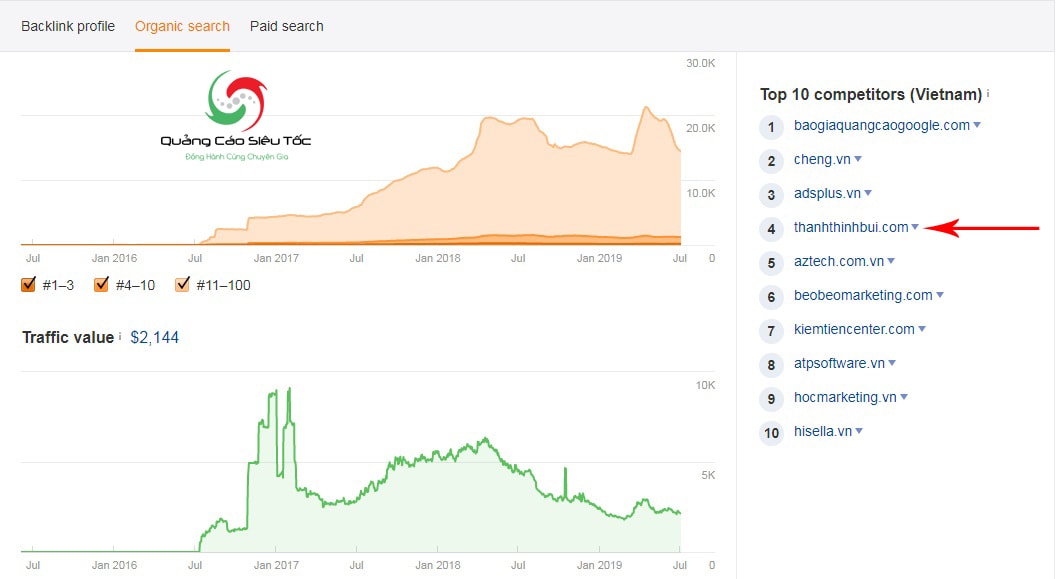 Backlink profile Organic search Paid search
Quảng Cáo Siêu Tốc
Đồng Hành Cùng Chuyên Gia
30.0K
20.0K
10.0K
Jul Jan 2016 Jul Jan 2017 Jul Jan 2018 Jul Jan 2019 Jul 0
#1–3 #4–10 #11–100
Traffic value i $2,144
10K
5K
Jul Jan 2016 Jul Jan 2017 Jul Jan 2018 Jul Jan 2019 Jul 0
Top 10 competitors (Vietnam) i
1 baogiaquangcaogoogle.com
2 cheng.vn
3 adsplus.vn
4 thanhthinhbui.com
5 aztech.com.vn
6 beobeomarketing.com
7 kiemtiencenter.com
8 atpsoftware.vn
9 hocmarketing.vn
10 hisella.vn